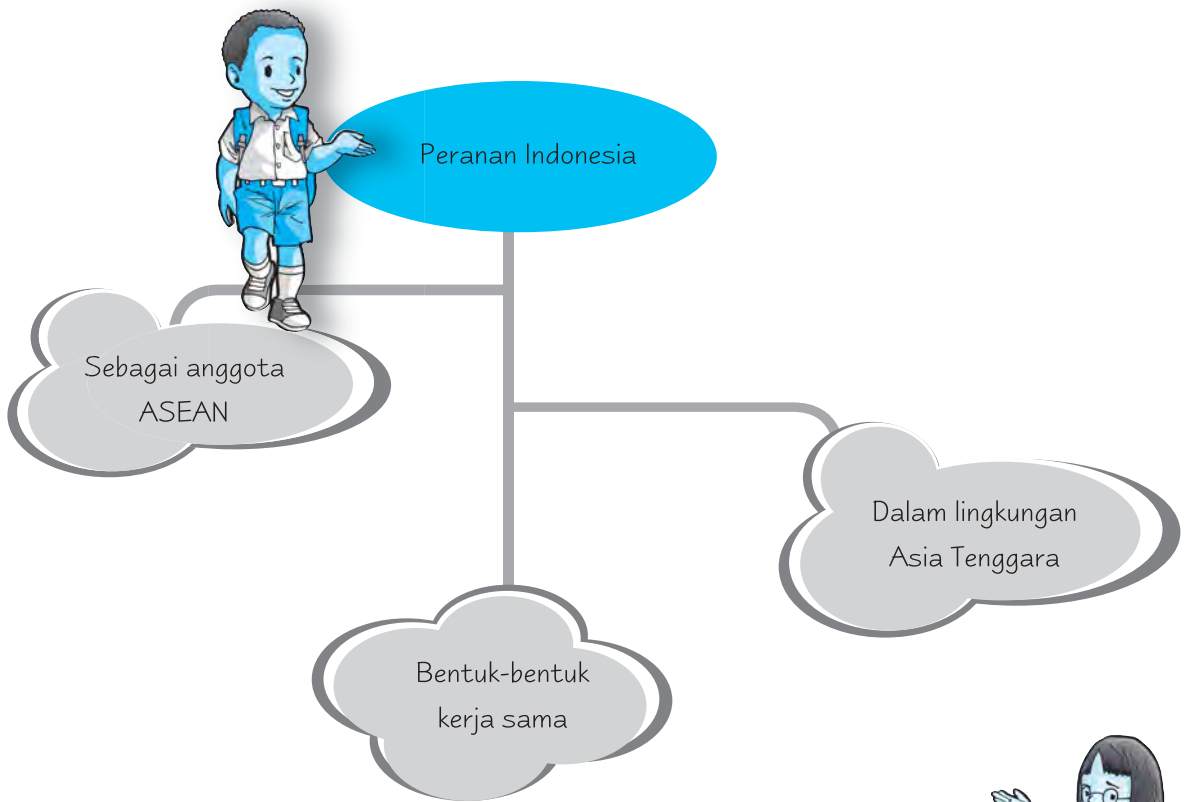 Peranan Indonesia
Sebagai anggota
ASEAN
Dalam lingkungan
Asia Tenggara
Bentuk-bentuk
kerja sama